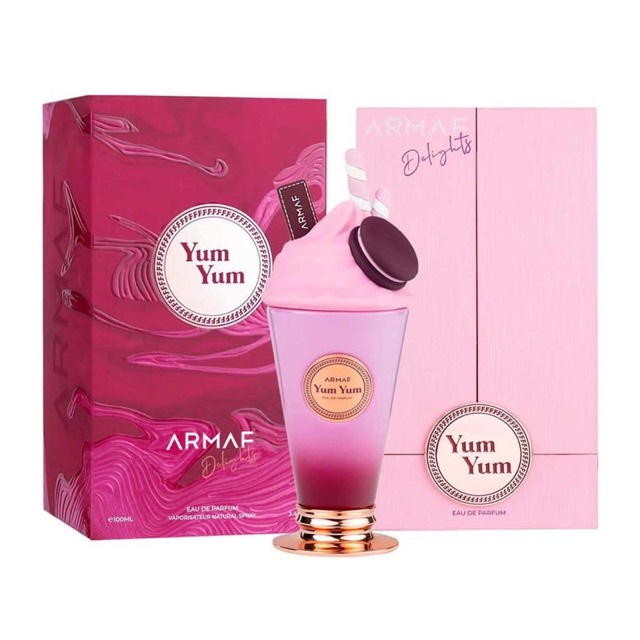 ARMAF
ARMAF
Yum
Yum
ARMAF
Delights
EAU DE PARFUM
℮100ML
VAPORISATEUR NATURAL SPRAY
ARMAF
Yum Yum
EAU DE PARFUM
ARMAF
Delights
Yum
Yum
EAU DE PARFUM